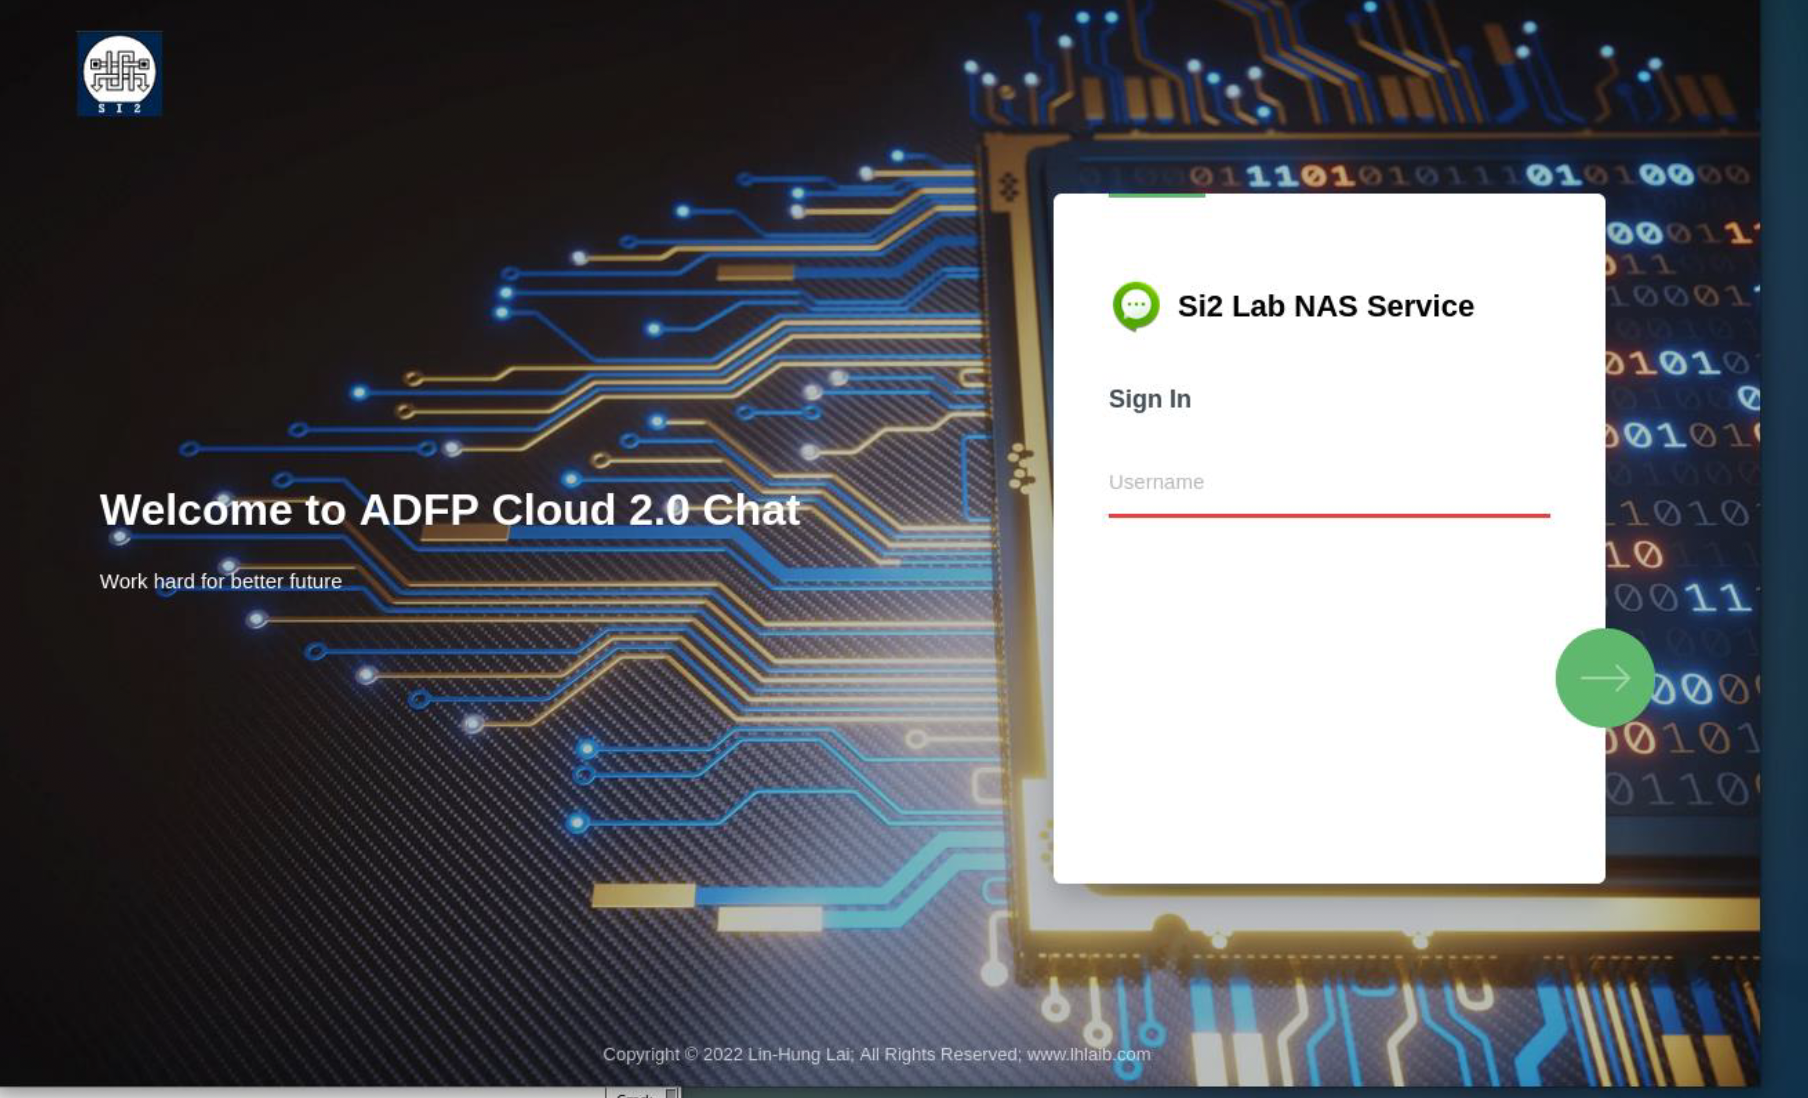 SI2
Si2 Lab NAS Service
Sign In
Username
Welcome to ADFP Cloud 2.0 Chat
Work hard for better future
Copyright © 2022 Lin-Hung Lai; All Rights Reserved; www.lhlaib.com